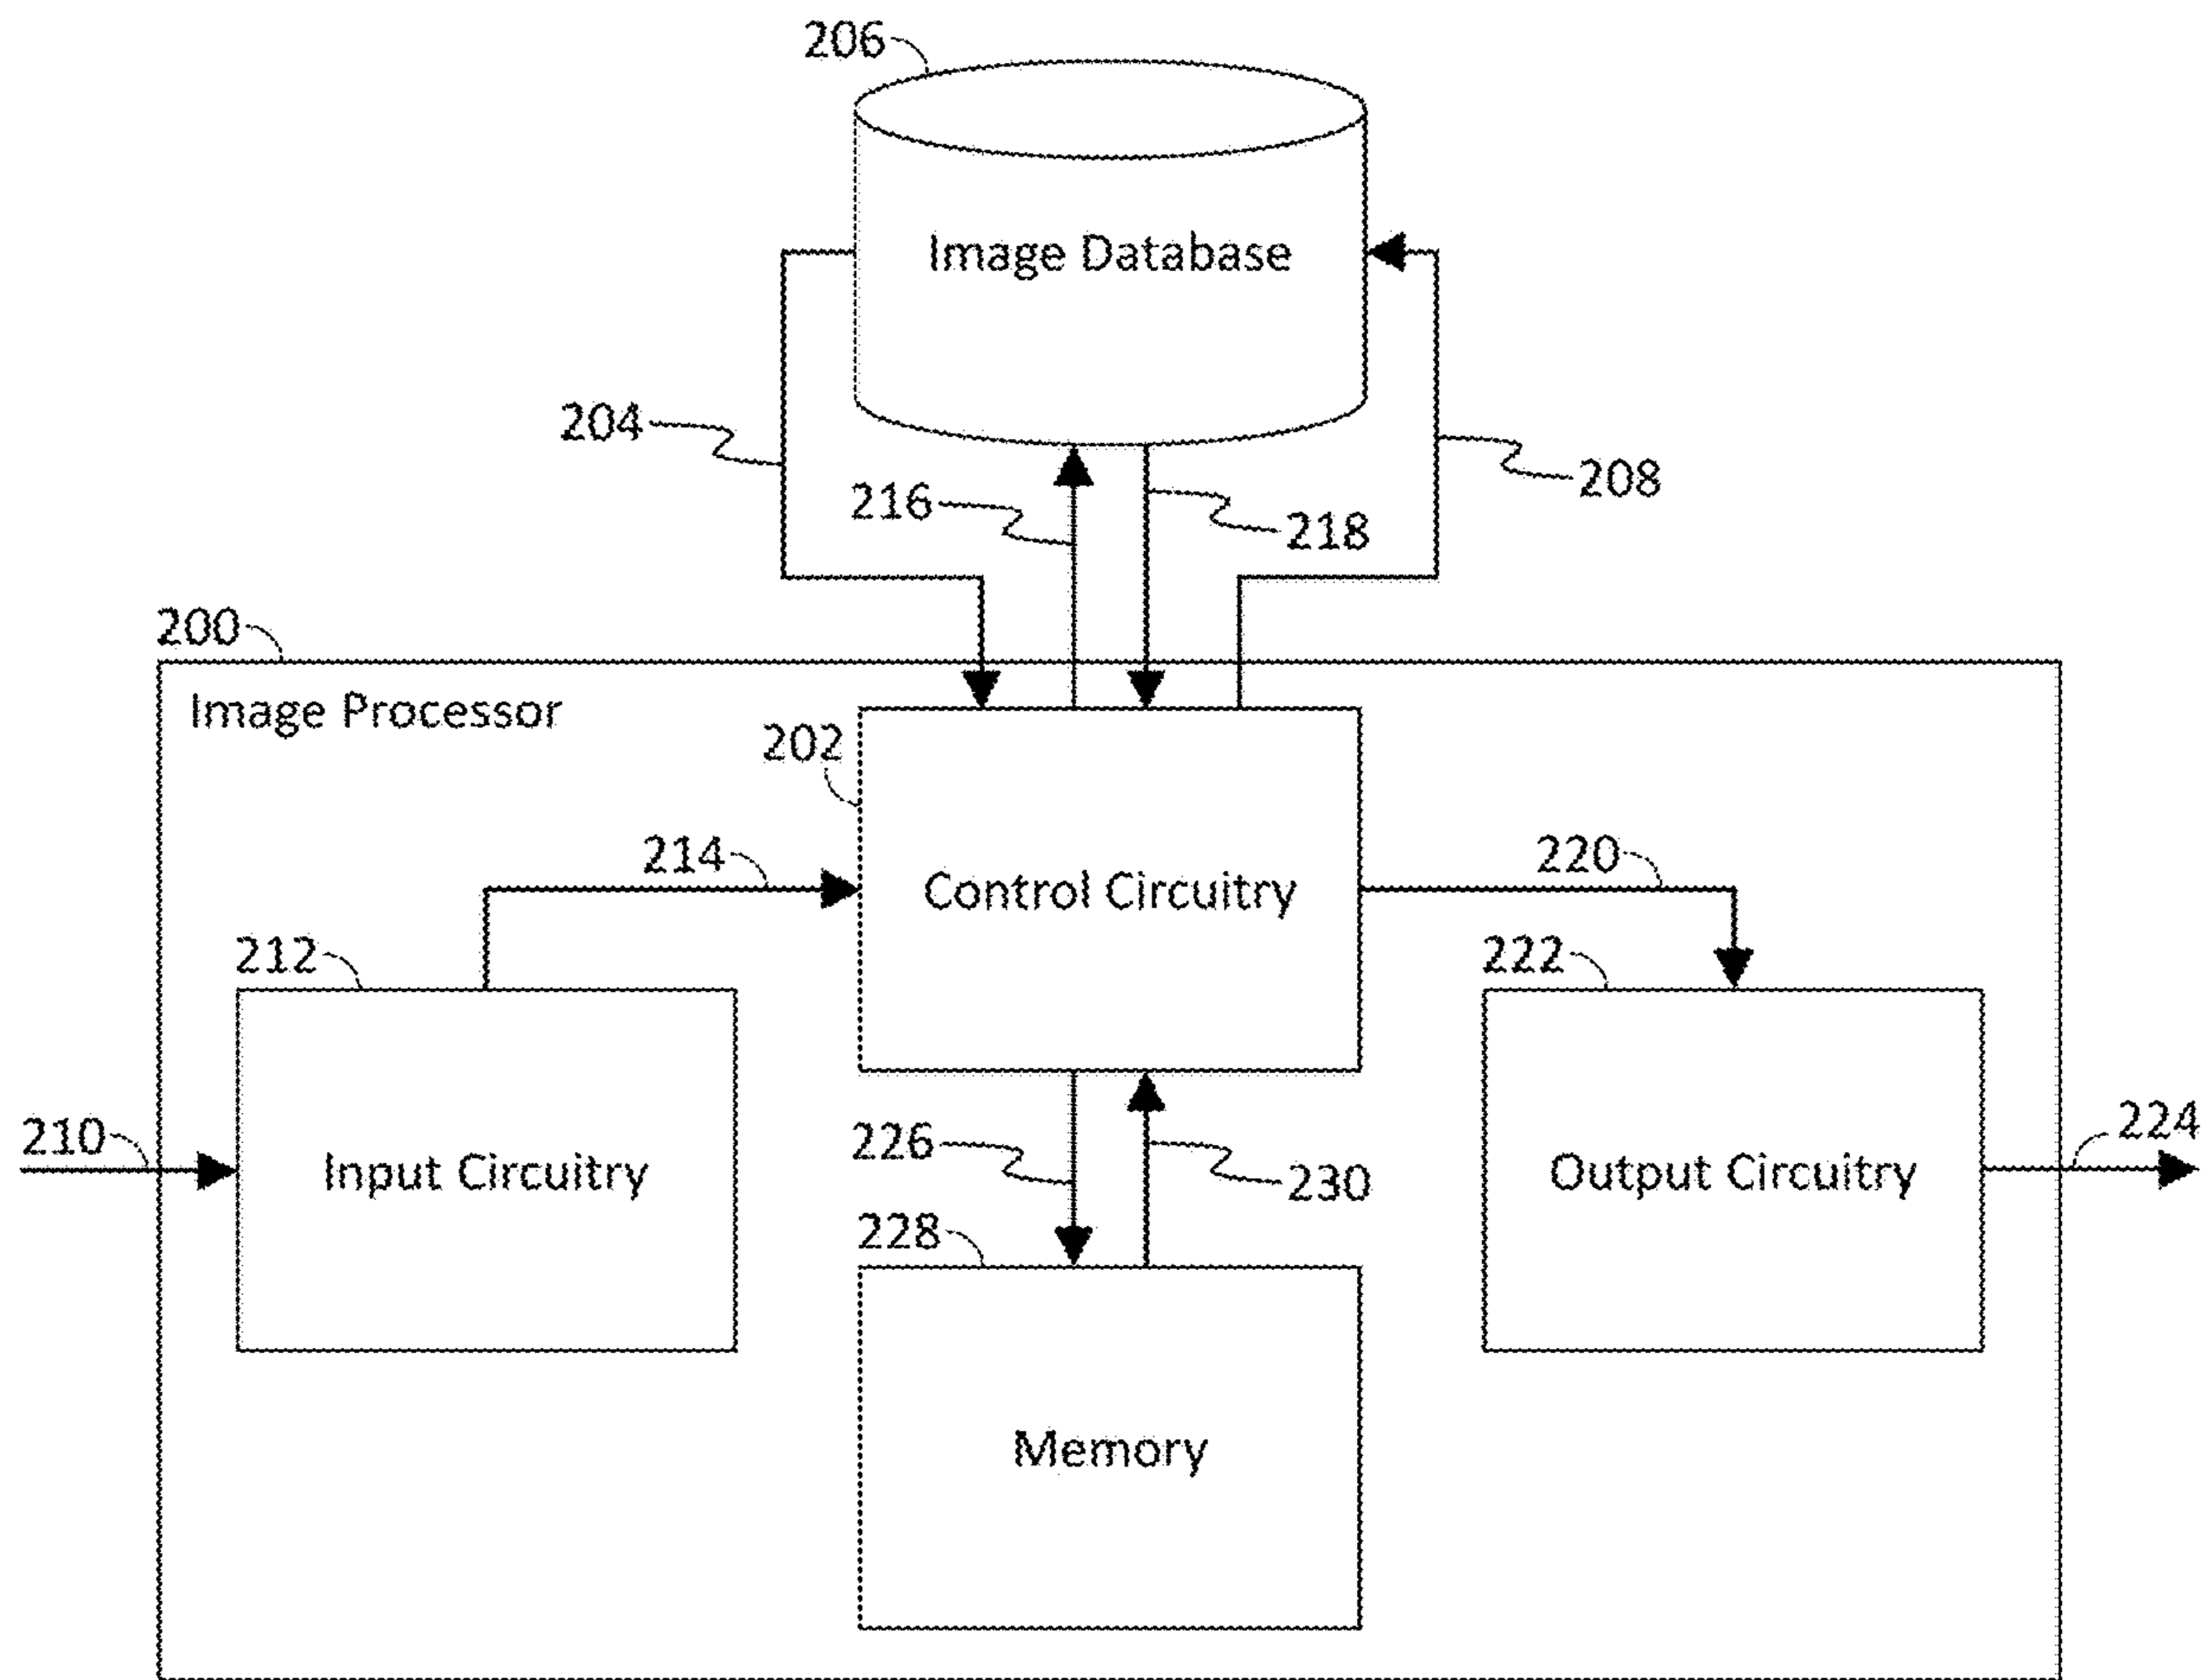 206
Image Database
204
216
218
208
200
Image Processor
202
214
Control Circuitry
220
212
222
210
Input Circuitry
226
230
Output Circuitry
224
228
Memory